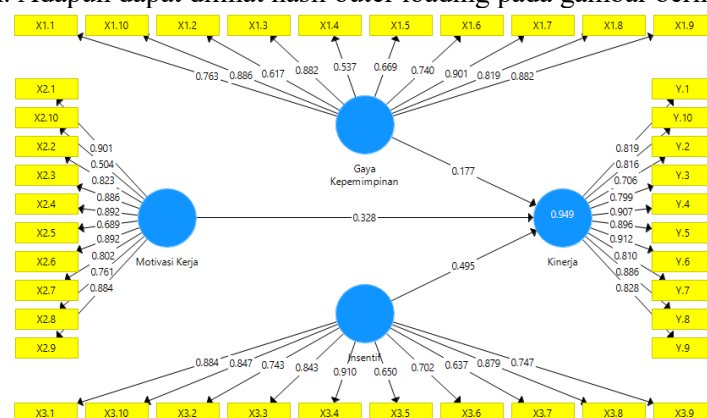 Adapun dapat dilihat hasil outer loading pada gambar
X1.1 X1.10 X1.2 X1.3 X1.4 X1.5 X1.6 X1.7 X1.8 X1.9
0.763 0.886 0.617 0.882 0.537 0.669 0.740 0.901 0.819 0.882
Gaya
Kepemimpinan
X2.1
X2.10
X2.2
X2.3
X2.4
X2.5
X2.6
X2.7
X2.8
X2.9
0.901
0.504
0.823
0.886
0.892
0.689
0.892
0.802
0.761
0.884
Motivasi Kerja
0.177
0.328
0.495
0.949
Kinerja
0.819
0.816
0.706
0.799
0.907
0.896
0.912
0.810
0.886
0.828
Y.1
Y.10
Y.2
Y.3
Y.4
Y.5
Y.6
Y.7
Y.8
Y.9
Insentif
0.884 0.847 0.743 0.843 0.910 0.650 0.702 0.637 0.879 0.747
X3.1 X3.10 X3.2 X3.3 X3.4 X3.5 X3.6 X3.7 X3.8 X3.9